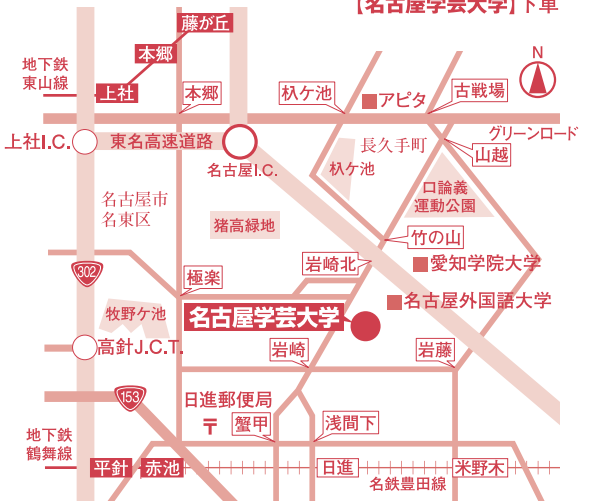 【名古屋学芸大学】下車
藤が丘
地下鉄
東山線
本郷
上社
本郷
杁ケ池
アピタ
古戦場
N
上社I.C.
東名高速道路
名古屋I.C.
グリーンロード
長久手町
杁ケ池
山越
名古屋市
名東区
口論義
運動公園
猪高緑地
竹の山
岩崎北
愛知学院大学
302
極楽
名古屋外国語大学
牧野ケ池
名古屋学芸大学
高針J.C.T.
岩崎
岩藤
153
日進郵便局
〒
蟹甲
浅間下
地下鉄
鶴舞線
平針
赤池
日進
米野木
名鉄豊田線